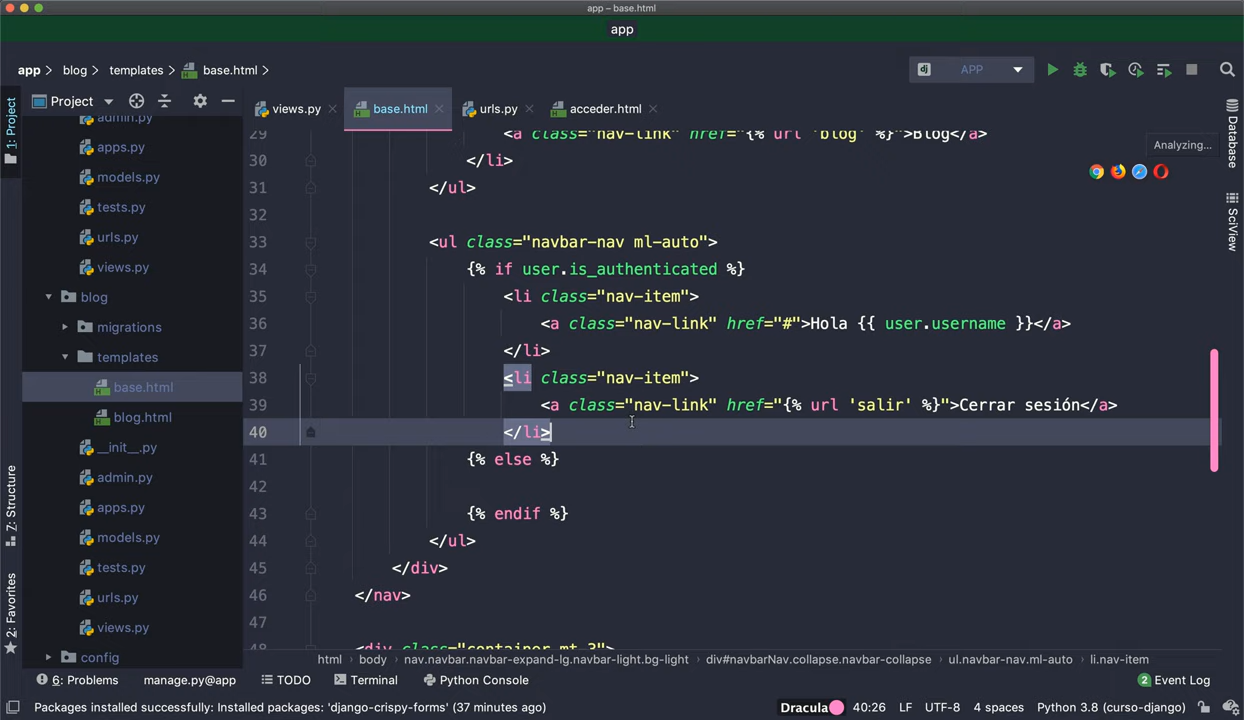 app – base.html
app
app blog templates base.html
APP
1: Project
Project
views.py base.html urls.py acceder.html
admin.py
apps.py
models.py
tests.py
urls.py
views.py
blog
migrations
templates
base.html
blog.html
__init__.py
admin.py
apps.py
models.py
tests.py
urls.py
views.py
config
29 <a class="nav-link" href="{% url 'blog' %}">Blog</a>
30 </li>
31 </ul>
32
33 <ul class="navbar-nav ml-auto">
34 {% if user.is_authenticated %}
35 <li class="nav-item">
36 <a class="nav-link" href="#">Hola {{ user.username }}</a>
37 </li>
38 <li class="nav-item">
39 <a class="nav-link" href="{% url 'salir' %}">Cerrar sesión</a>
40 </li>
41 {% else %}
42
43 {% endif %}
44 </ul>
45 </div>
46 </nav>
47
48 <div class="container mt-3">
Analyzing...
Database
SciView
Z: Structure
2: Favorites
html body nav.navbar.navbar-expand-lg.navbar-light.bg-light div#navbarNav.collapse.navbar-collapse ul.navbar-nav.ml-auto li.nav-item
6: Problems manage.py@app TODO Terminal Python Console 2 Event Log
Packages installed successfully: Installed packages: 'django-crispy-forms' (37 minutes ago) Dracula 40:26 LF UTF-8 4 spaces Python 3.8 (curso-django)